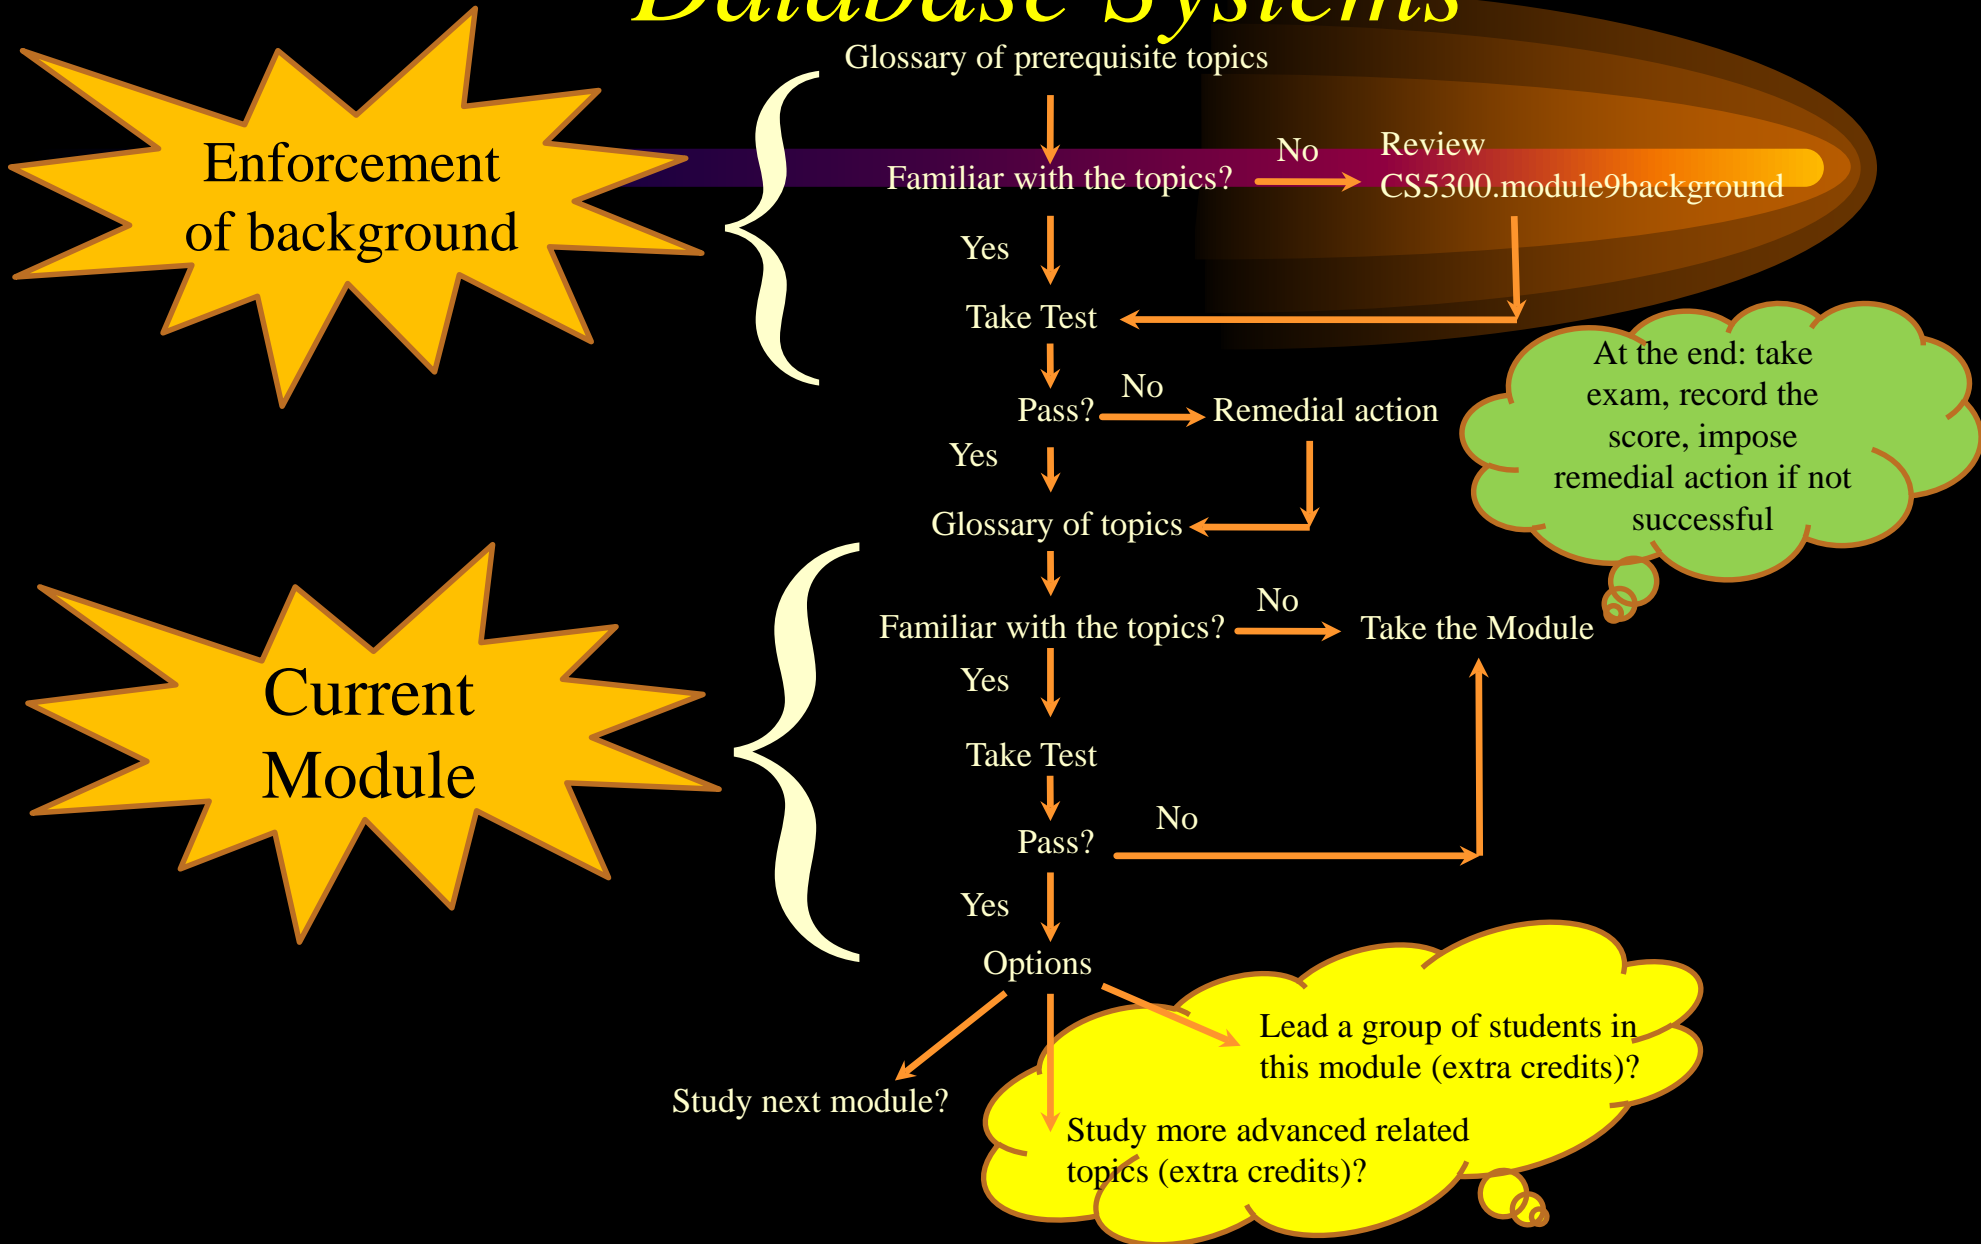 Database Systems
Glossary of prerequisite topics
Enforcement
of background
Familiar with the topics?
No
Review
CS5300.module9background
Yes
Take Test
Pass?
No
Remedial action
At the end: take
exam, record the
score, impose
remedial action if not
successful
Yes
Glossary of topics
Current
Module
Familiar with the topics?
No
Take the Module
Yes
Take Test
Pass?
No
Yes
Options
Study next module?
Lead a group of students in
this module (extra credits)?
Study more advanced related
topics (extra credits)?